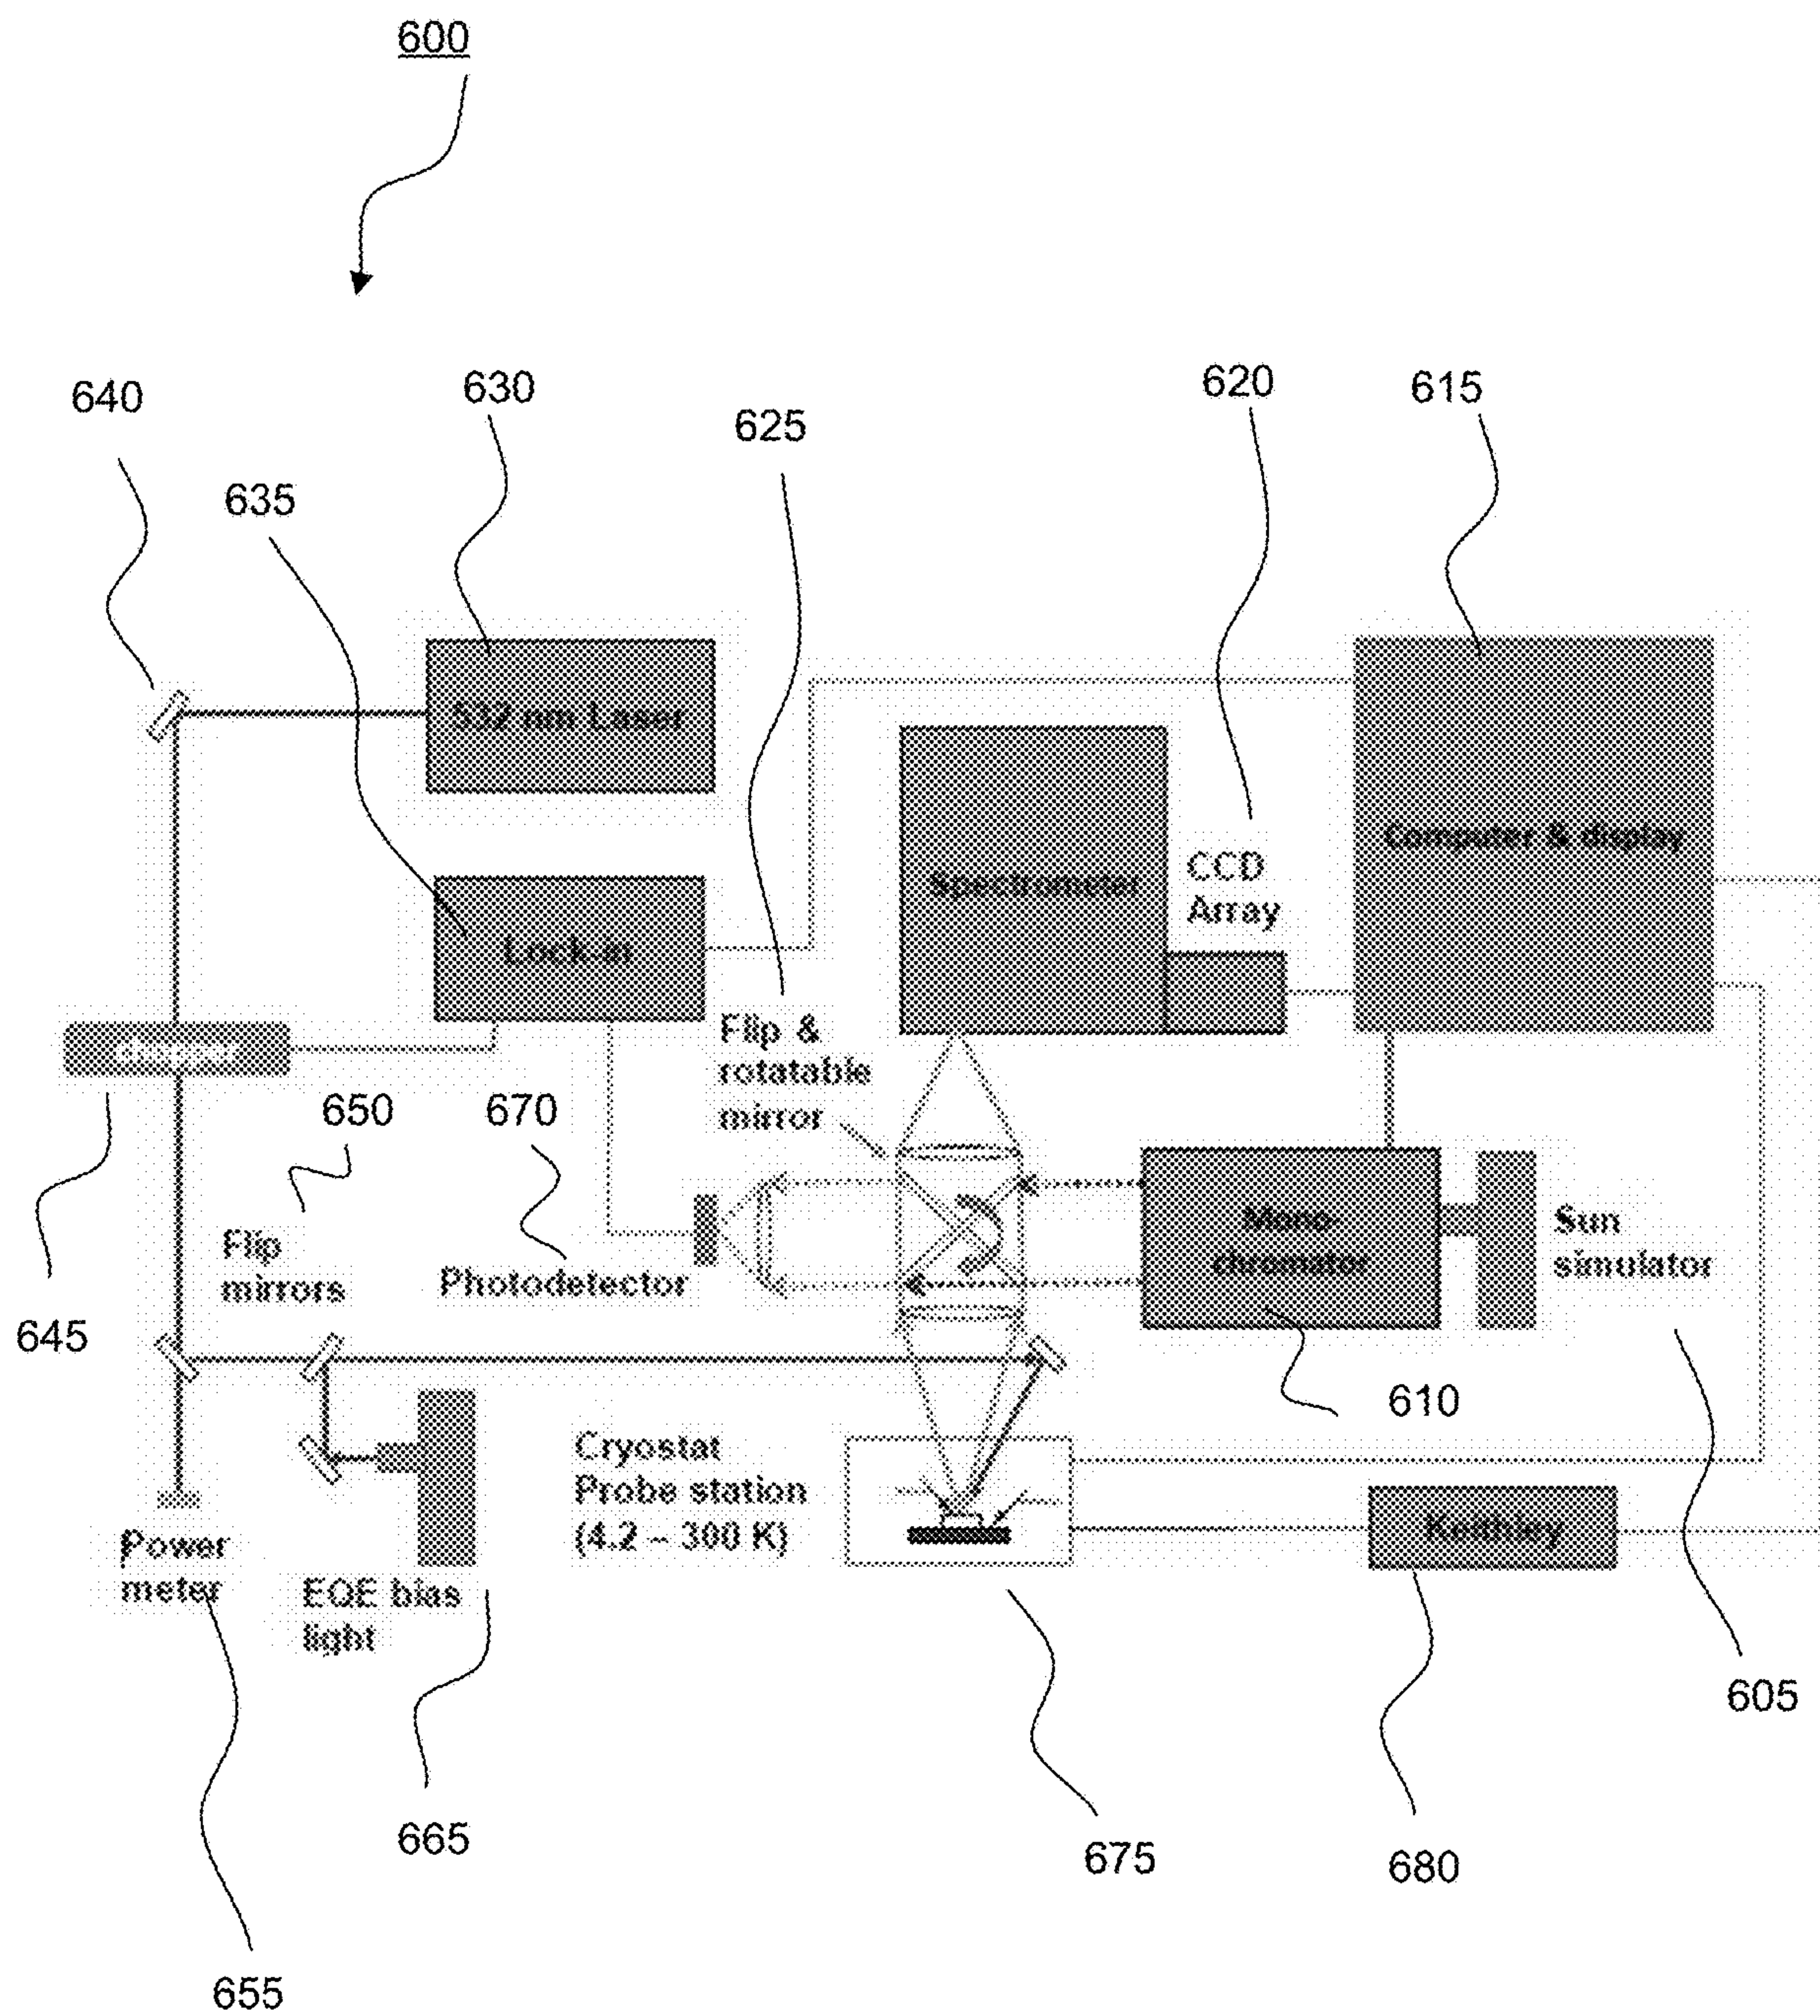 600
640
630
625
620
615
635
532 nm Laser
Computer & display
Spectrometer
CCD
Array
Lock-in
Flip &
rotatable
mirror
chopper
650
670
Flip
mirrors
Photodetector
Mono-
chromator
Sun
simulator
645
610
Cryostat
Probe station
(4.2 – 300 K)
Keithley
Power
meter
EQE bias
light
605
665
675
680
655